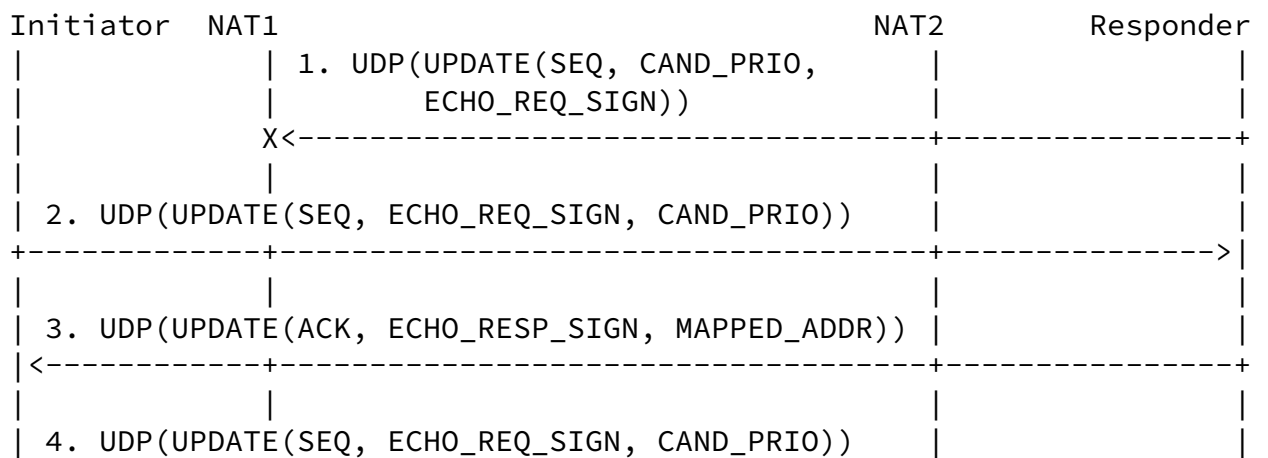 Initiator NAT1 NAT2 Responder
1. UDP(UPDATE(SEQ, CAND_PRIO,
ECHO_REQ_SIGN))
X<-----------------------------------+----------------+
2. UDP(UPDATE(SEQ, ECHO_REQ_SIGN, CAND_PRIO))
+-------------+------------------------------------+--------------->|
3. UDP(UPDATE(ACK, ECHO_RESP_SIGN, MAPPED_ADDR))
|<------------+------------------------------------+----------------+
4. UDP(UPDATE(SEQ, ECHO_REQ_SIGN, CAND_PRIO))